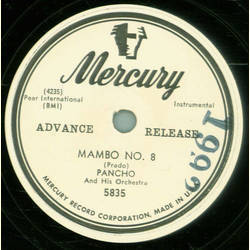 Mercury
(4235)
Peer International
(BMI)
Instrumental
ADVANCE RELEASE
MAMBO NO. 8
(Prado)
PANCHO
And His Orchestra
5835
MERCURY RECORD CORPORATION, MADE IN U.S.A.